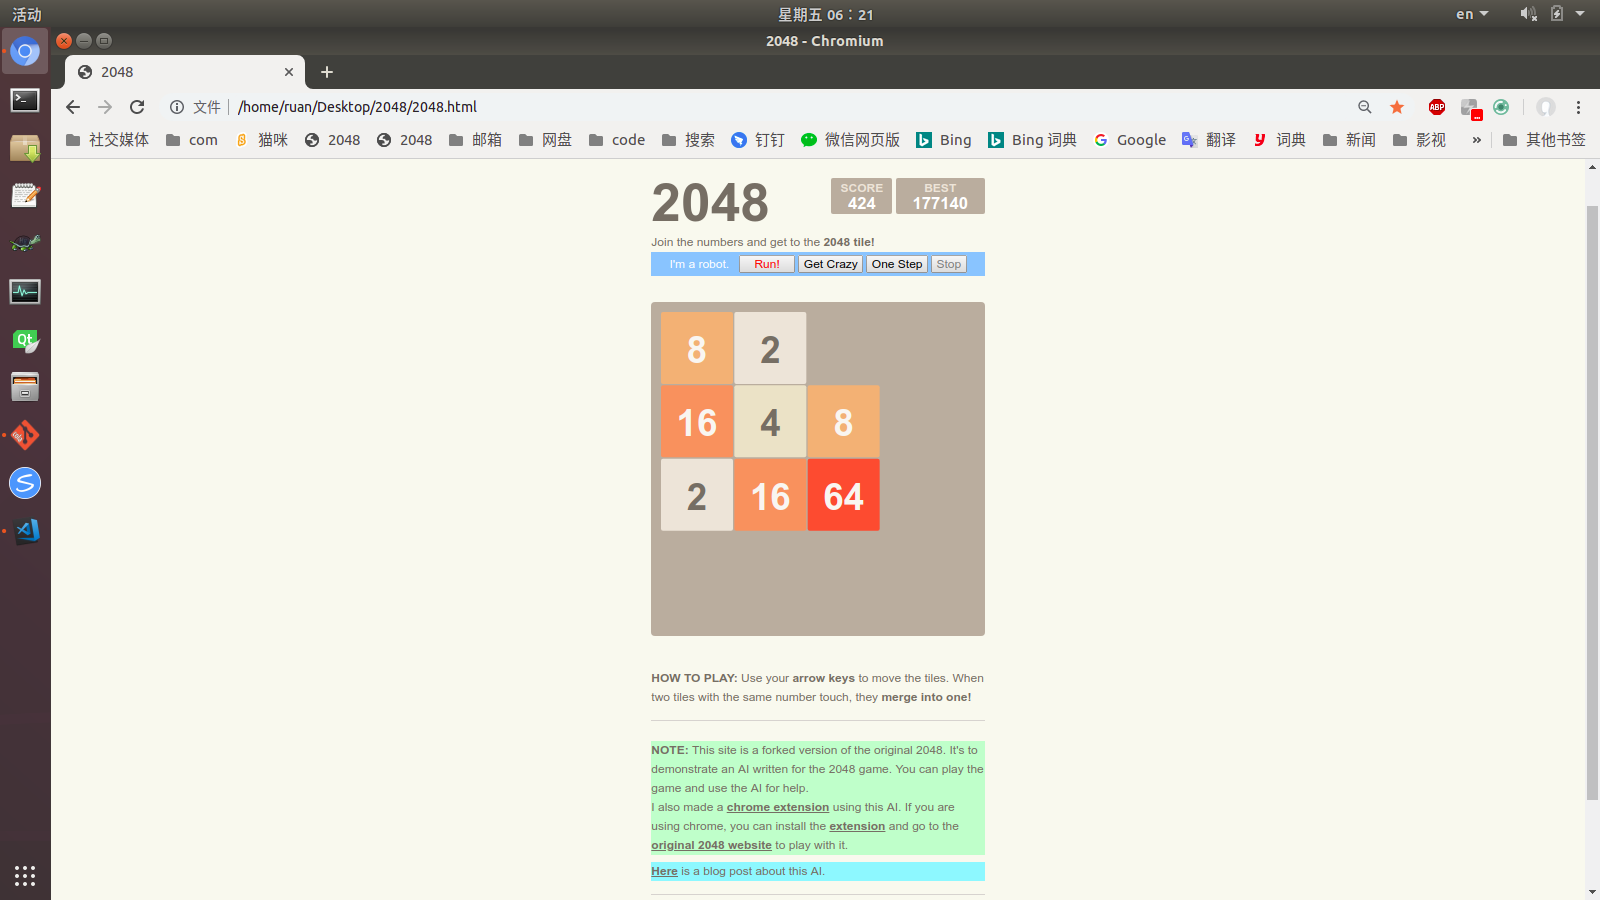 活动 星期五 06：21 en
2048 - Chromium
2048
文件 /home/ruan/Desktop/2048/2048.html ABP
社交媒体 com 猫咪 2048 2048 邮箱 网盘 code 搜索 钉钉 微信网页版 Bing Bing 词典 Google 翻译 词典 新闻 影视 » 其他书签
2048
SCORE
424
BEST
177140
Join the numbers and get to the 2048 tile!
I'm a robot. Run! Get Crazy One Step Stop
8 2
16 4 8
2 16 64
HOW TO PLAY: Use your arrow keys to move the tiles. When
two tiles with the same number touch, they merge into one!
NOTE: This site is a forked version of the original 2048. It's to
demonstrate an AI written for the 2048 game. You can play the
game and use the AI for help.
I also made a chrome extension using this AI. If you are
using chrome, you can install the extension and go to the
original 2048 website to play with it.
Here is a blog post about this AI.